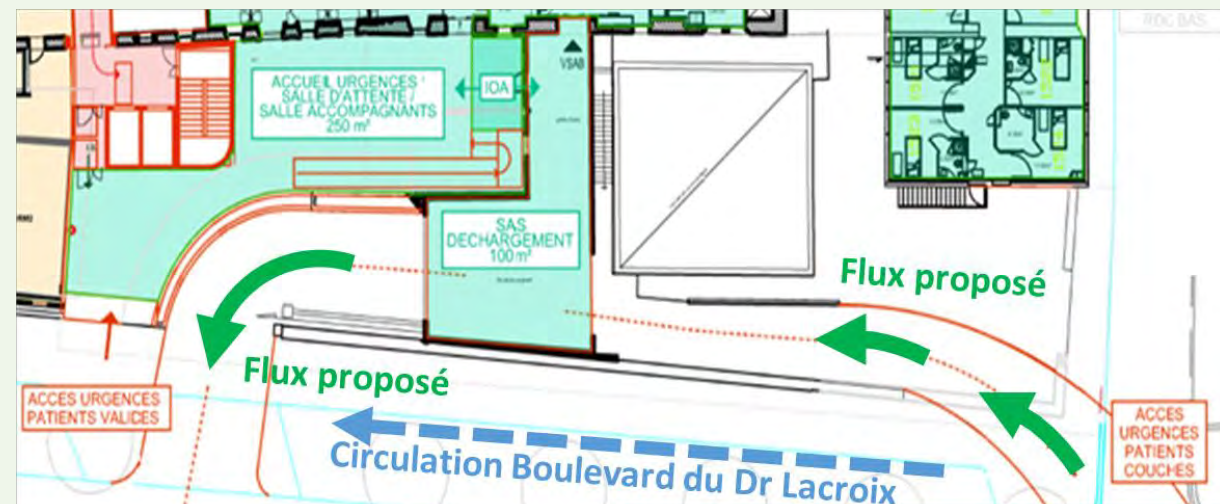 RDC BAS
VSAB
IOA
ACCUEIL URGENCES /
SALLE D'ATTENTE /
SALLE ACCOMPAGNANTS
250 m²
SAS
DECHARGEMENT
100 m²
Flux proposé
Flux proposé
ACCES URGENCES
PATIENTS VALIDES
ACCES
URGENCES
PATIENTS
COUCHES
Circulation Boulevard du Dr Lacroix